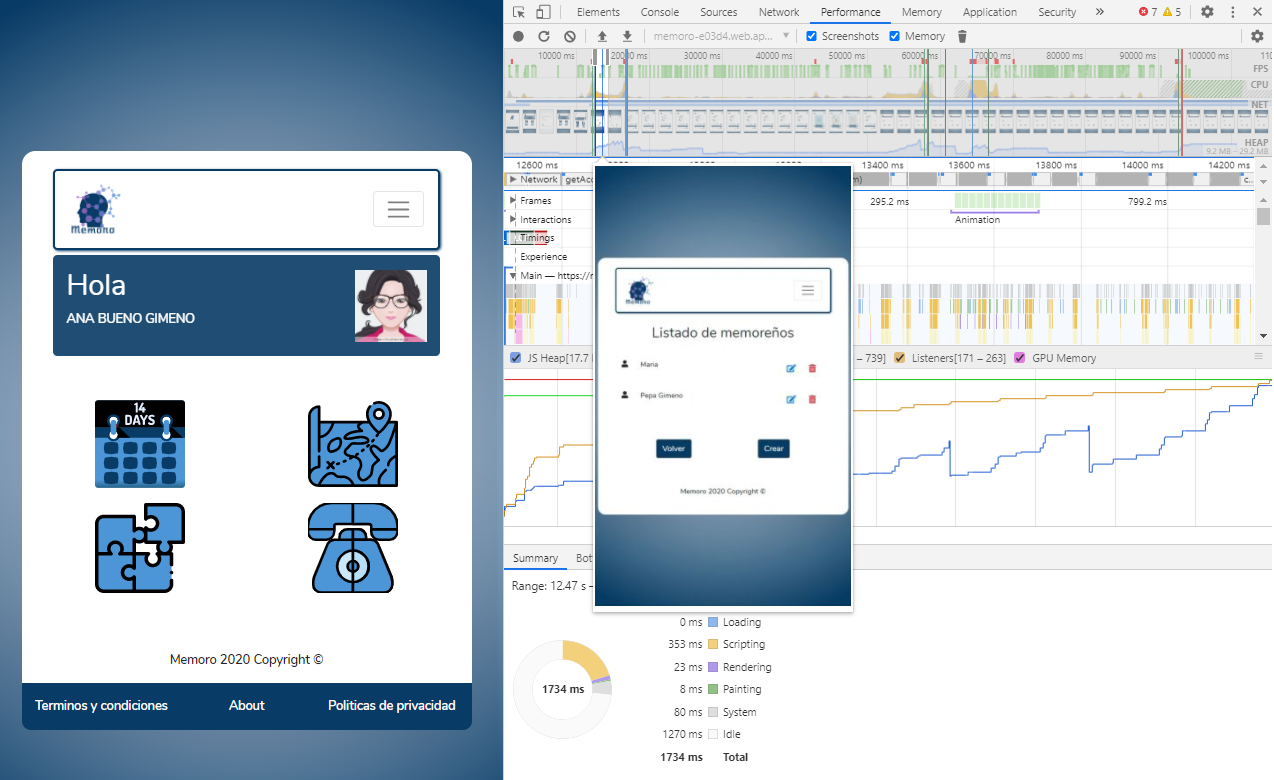 Memoro
Hola
ANA BUENO GIMENO
14
DAYS
Memoro 2020 Copyright ©
Terminos y condiciones
About
Politicas de privacidad
Elements
Console
Sources
Network
Performance
Memory
Application
Security
»
7
5
memoro-e03d4.web.ap...
Screenshots
Memory
10000 ms
20000 ms
30000 ms
40000 ms
50000 ms
60000 ms
70000 ms
80000 ms
90000 ms
100000 ms
FPS
CPU
NET
HEAP
9.2 MB – 29.2 MB
12600 ms
13400 ms
13600 ms
13800 ms
14000 ms
14200 ms
Network
Frames
295.2 ms
799.2 ms
Interactions
Animation
Timings
Experience
Main — https://
JS Heap[17.7
– 739]
Listeners[171 – 263]
GPU Memory
Memoro
Listado de memoreños
Maria
Pepa Gimeno
Volver
Crear
Memoro 2020 Copyright ©
Summary
Range: 12.47 s –
1734 ms
0 ms Loading
353 ms Scripting
23 ms Rendering
8 ms Painting
80 ms System
1270 ms Idle
1734 ms Total